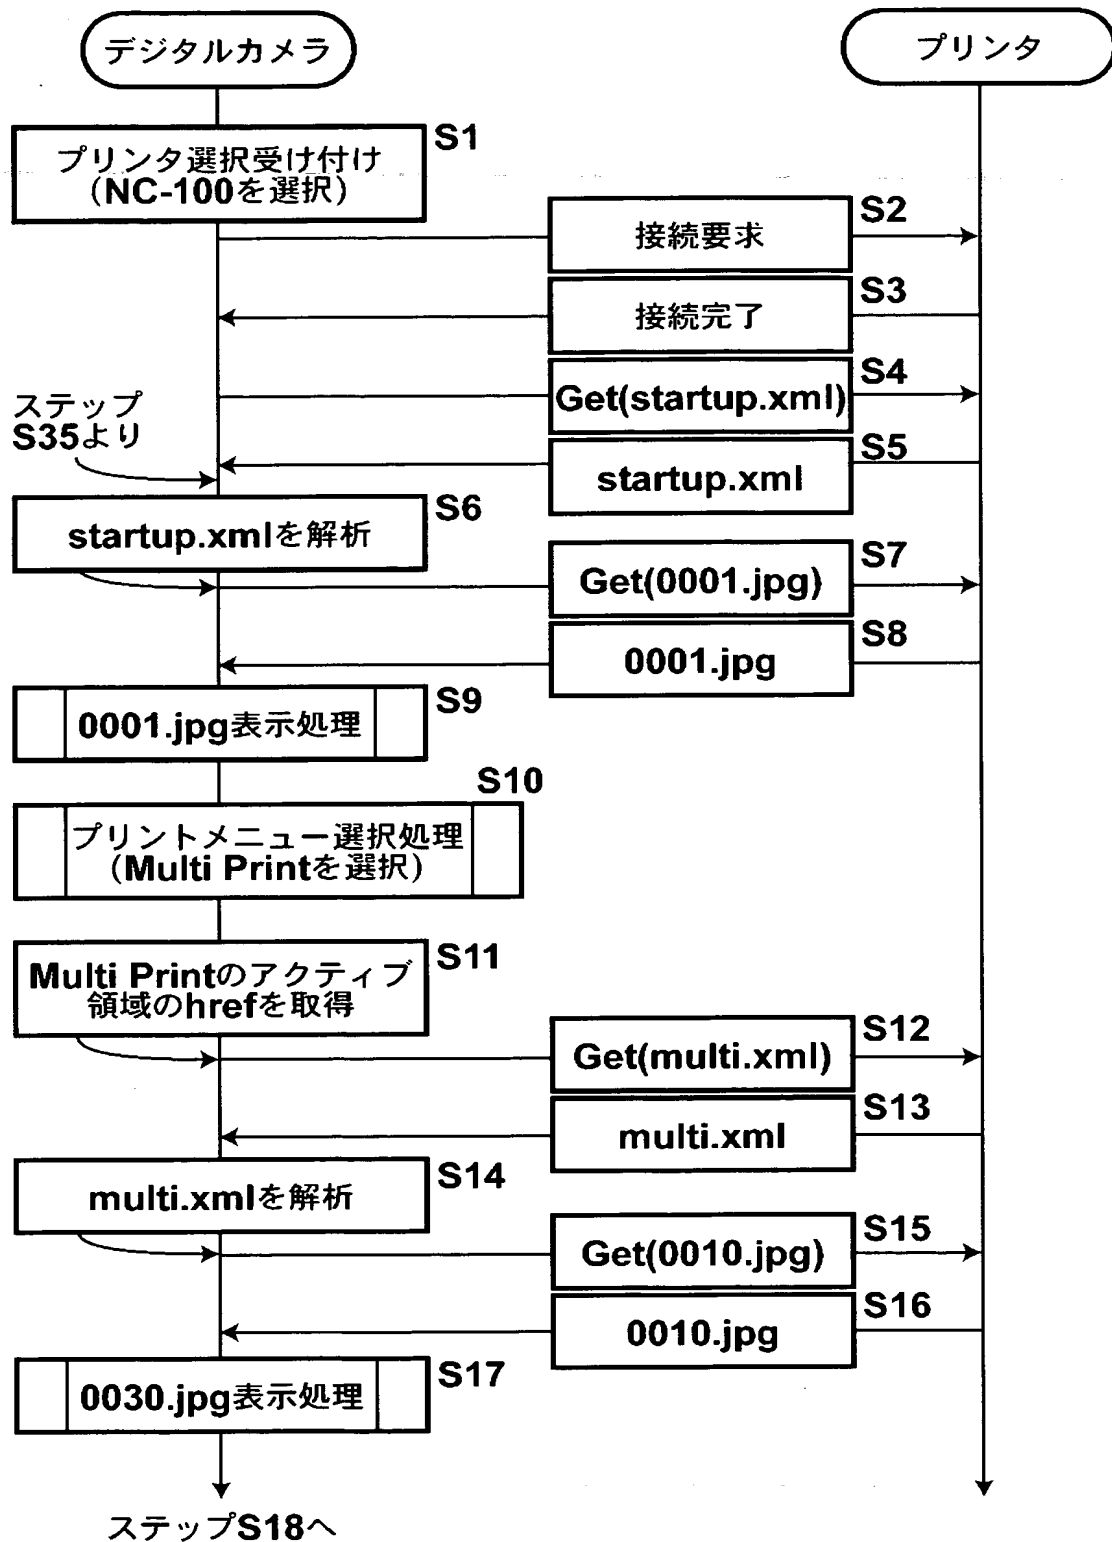 デジタルカメラ
プリンタ
プリンタ選択受け付け
(NC-100を選択)
S1
接続要求
S2
接続完了
S3
Get(startup.xml)
S4
ステップ
S35より
startup.xml
S5
startup.xmlを解析
S6
Get(0001.jpg)
S7
0001.jpg
S8
0001.jpg表示処理
S9
プリントメニュー選択処理
(Multi Printを選択)
S10
Multi Printのアクティブ
領域のhrefを取得
S11
Get(multi.xml)
S12
multi.xml
S13
multi.xmlを解析
S14
Get(0010.jpg)
S15
0010.jpg
S16
0030.jpg表示処理
S17
ステップS18へ